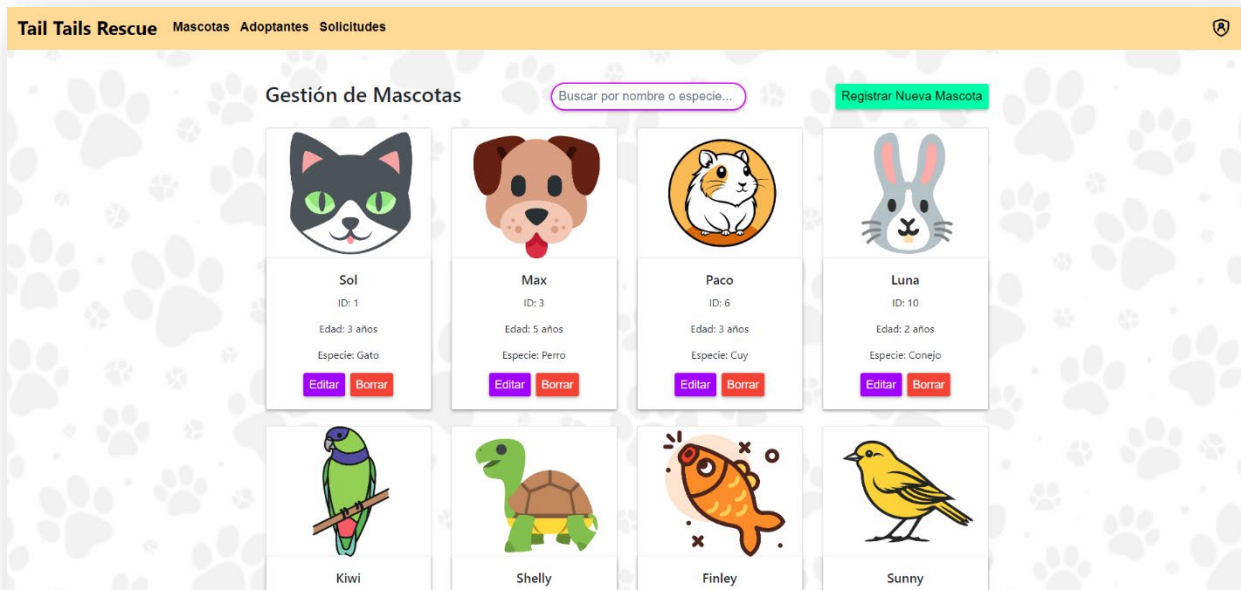 Tail Tails Rescue Mascotas Adoptantes Solicitudes
Gestión de Mascotas Buscar por nombre o especie... Registrar Nueva Mascota
Sol
ID: 1
Edad: 3 años
Especie: Gato
Editar Borrar
Max
ID: 3
Edad: 5 años
Especie: Perro
Editar Borrar
Paco
ID: 6
Edad: 3 años
Especie: Cuy
Editar Borrar
Luna
ID: 10
Edad: 2 años
Especie: Conejo
Editar Borrar
Kiwi
Shelly
Finley
Sunny